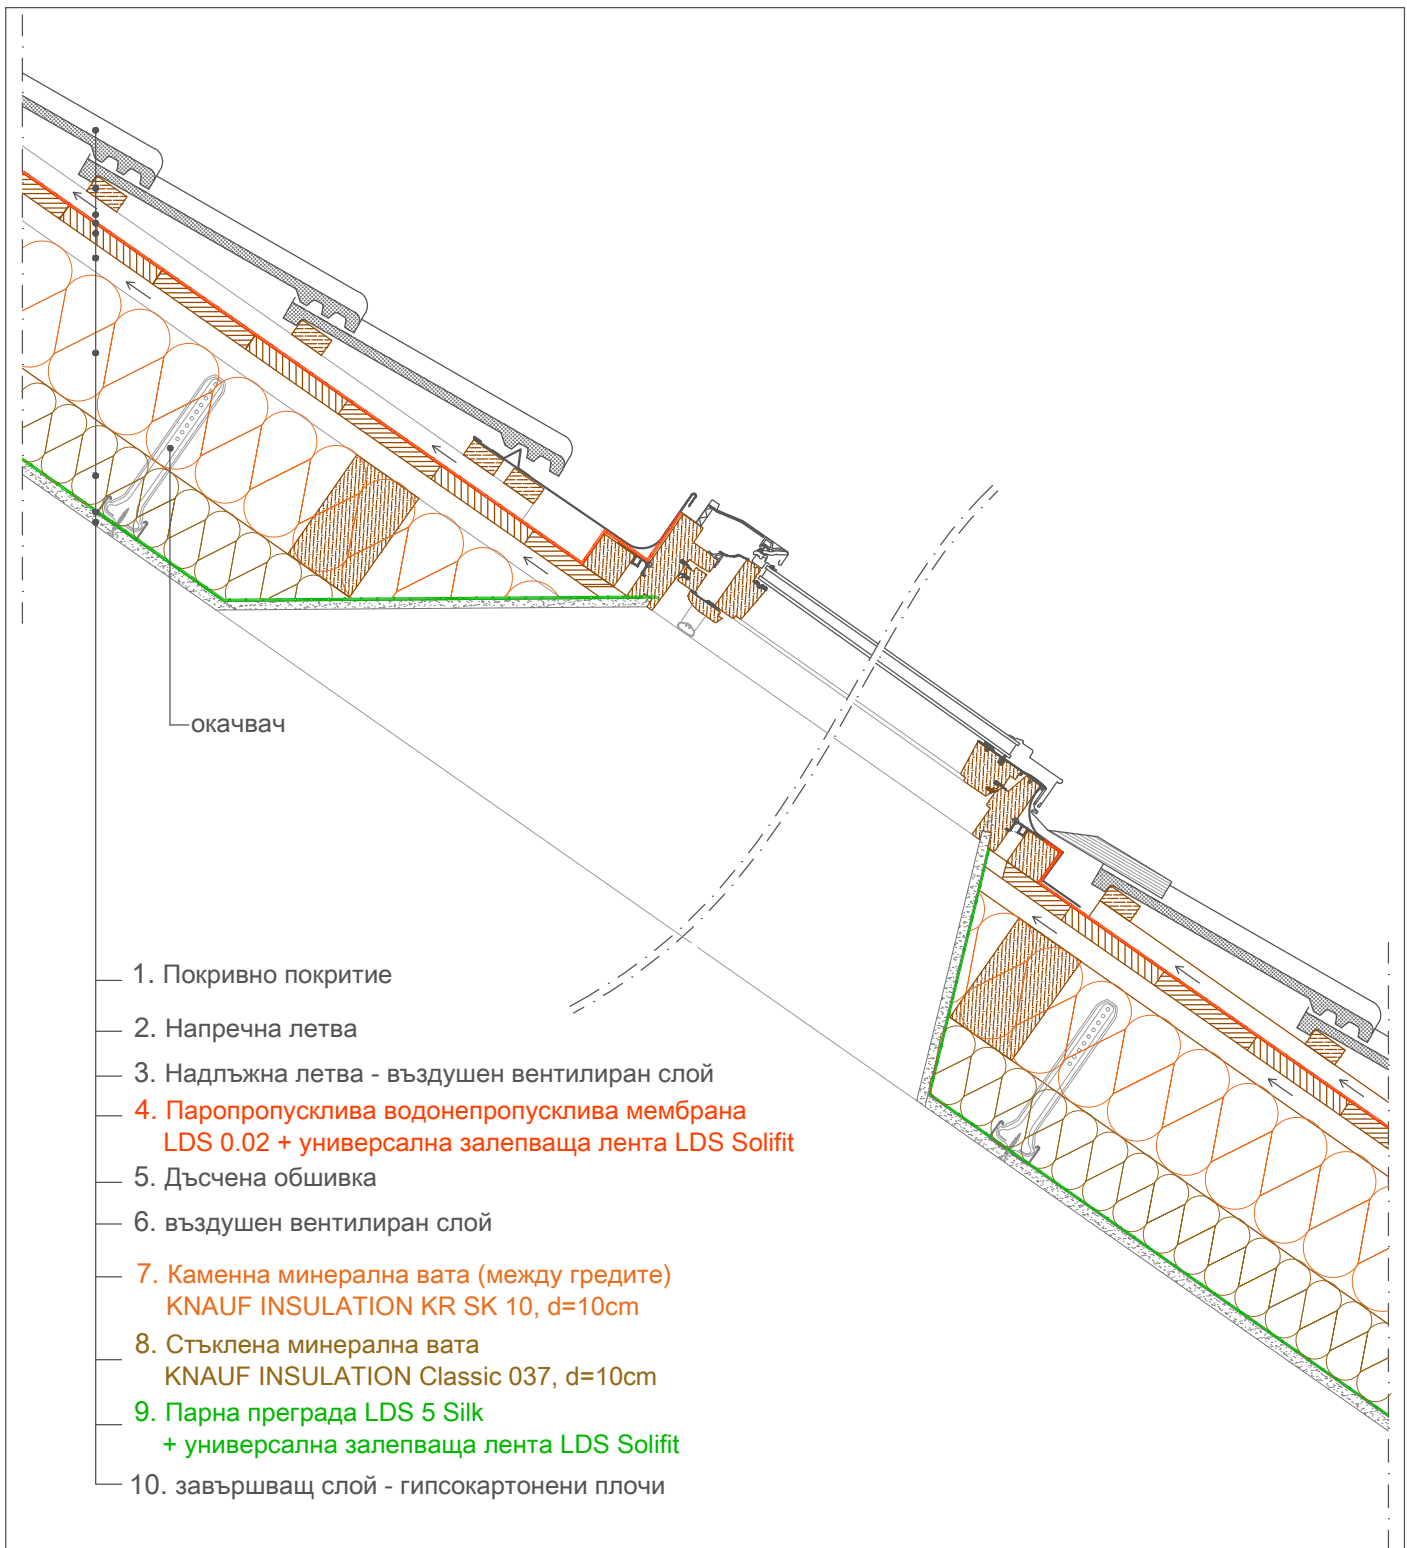 окачвач
1. Покривно покритие
2. Напречна летва
3. Надлъжна летва - въздушен вентилиран слой
4. Паропропусклива водонепропусклива мембрана
LDS 0.02 + универсална залепваща лента LDS Solifit
5. Дъсчена обшивка
6. въздушен вентилиран слой
7. Каменна минерална вата (между гредите)
KNAUF INSULATION KR SK 10, d=10cm
8. Стъклена минерална вата
KNAUF INSULATION Classic 037, d=10cm
9. Парна преграда LDS 5 Silk
+ универсална залепваща лента LDS Solifit
10. завършващ слой - гипсокартонени плочи